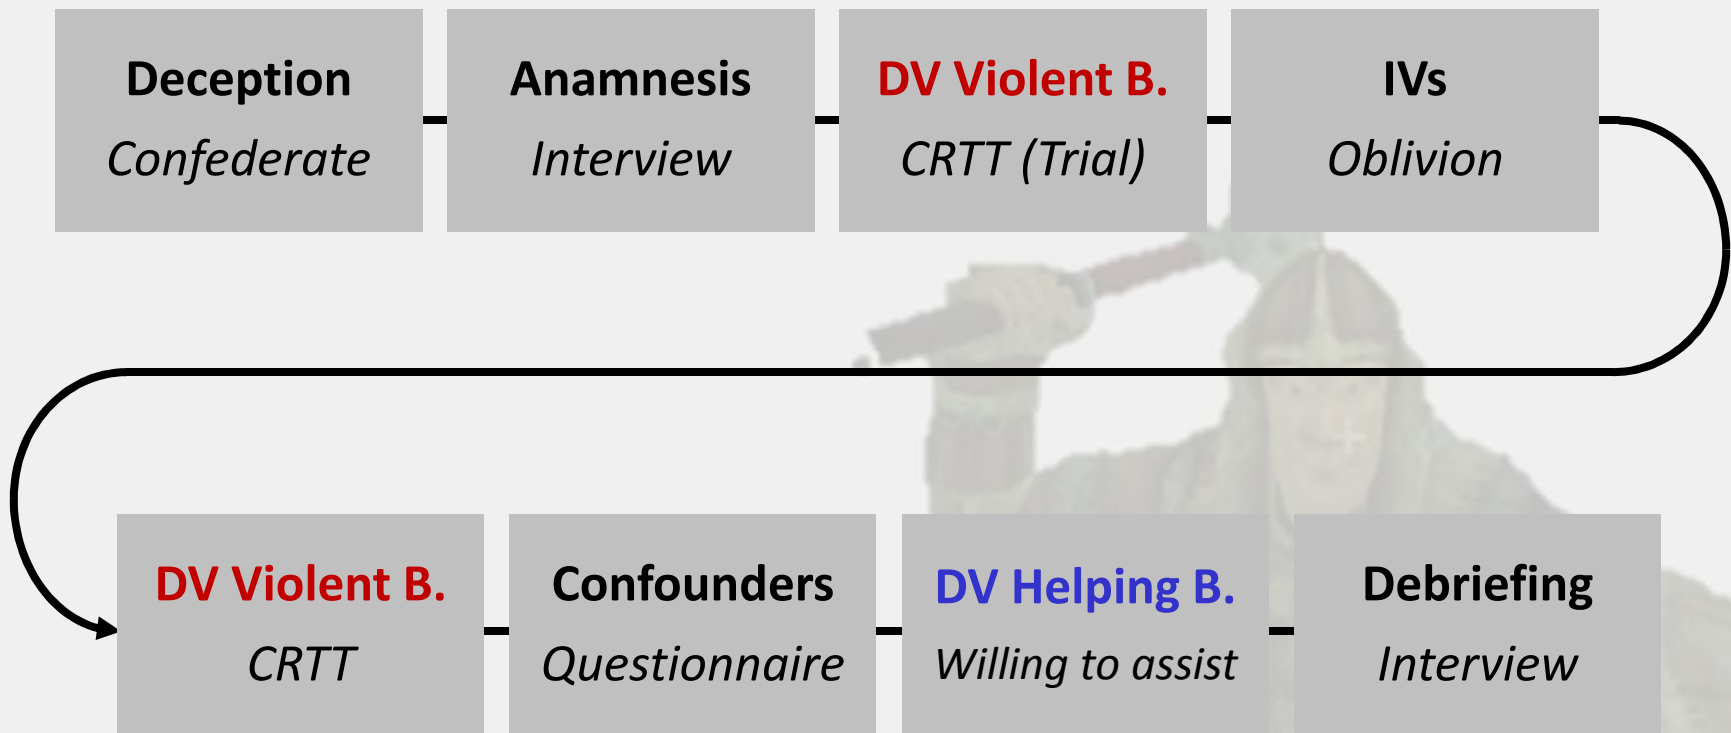 Deception
Confederate
Anamnesis
Interview
DV Violent B.
CRTT (Trial)
IVs
Oblivion
DV Violent B.
CRTT
Confounders
Questionnaire
DV Helping B.
Willing to assist
Debriefing
Interview